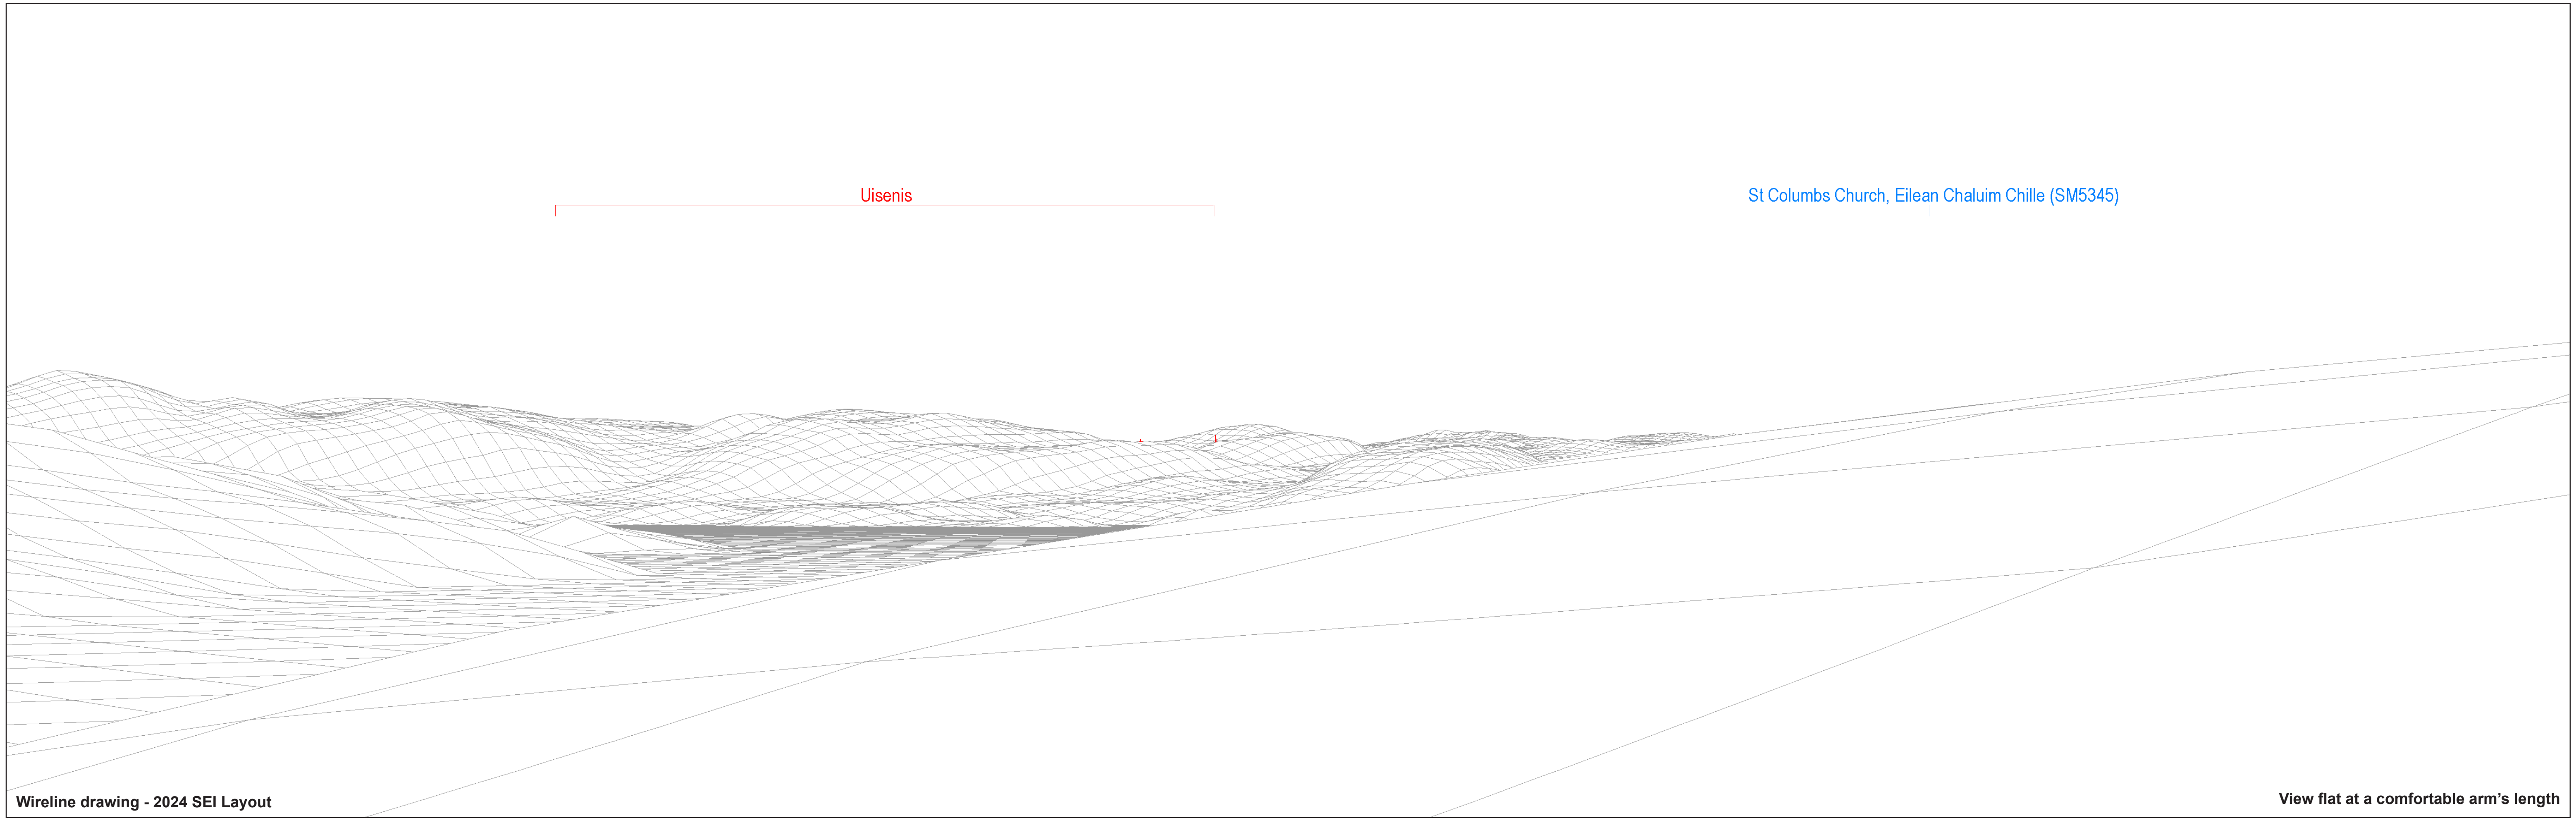 Uisenis
St Columbs Church, Eilean Chaluim Chille (SM5345)
Wireline drawing - 2024 SEI Layout
View flat at a comfortable arm’s length